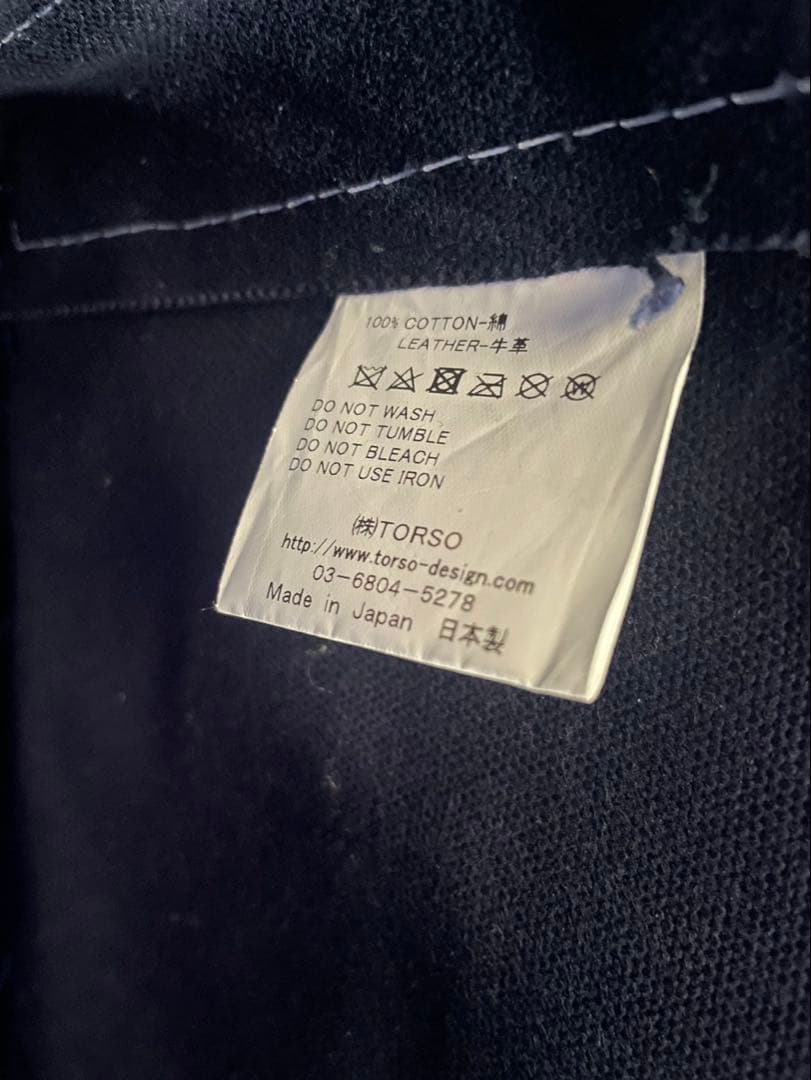 100% COTTON-綿
LEATHER-牛革
DO NOT WASH
DO NOT TUMBLE
DO NOT BLEACH
DO NOT USE IRON
㈱TORSO
http://www.torso-design.com
03-6804-5278
Made in Japan 日本製